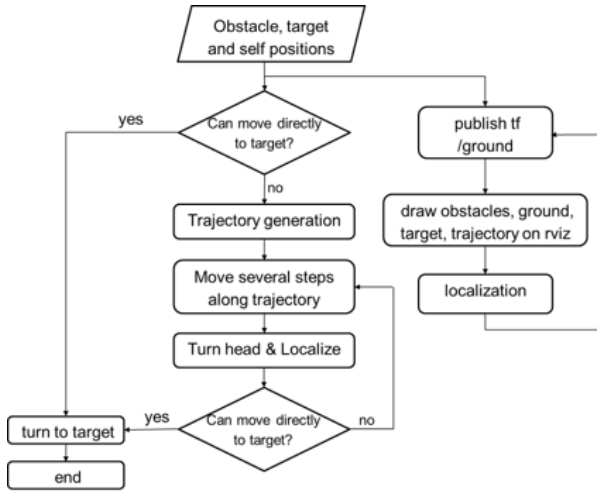 Obstacle, target
and self positions
yes
Can move directly
to target?
no
publish tf
/ground
Trajectory generation
draw obstacles, ground,
target, trajectory on rviz
Move several steps
along trajectory
localization
Turn head & Localize
yes
Can move directly
to target?
no
turn to target
end